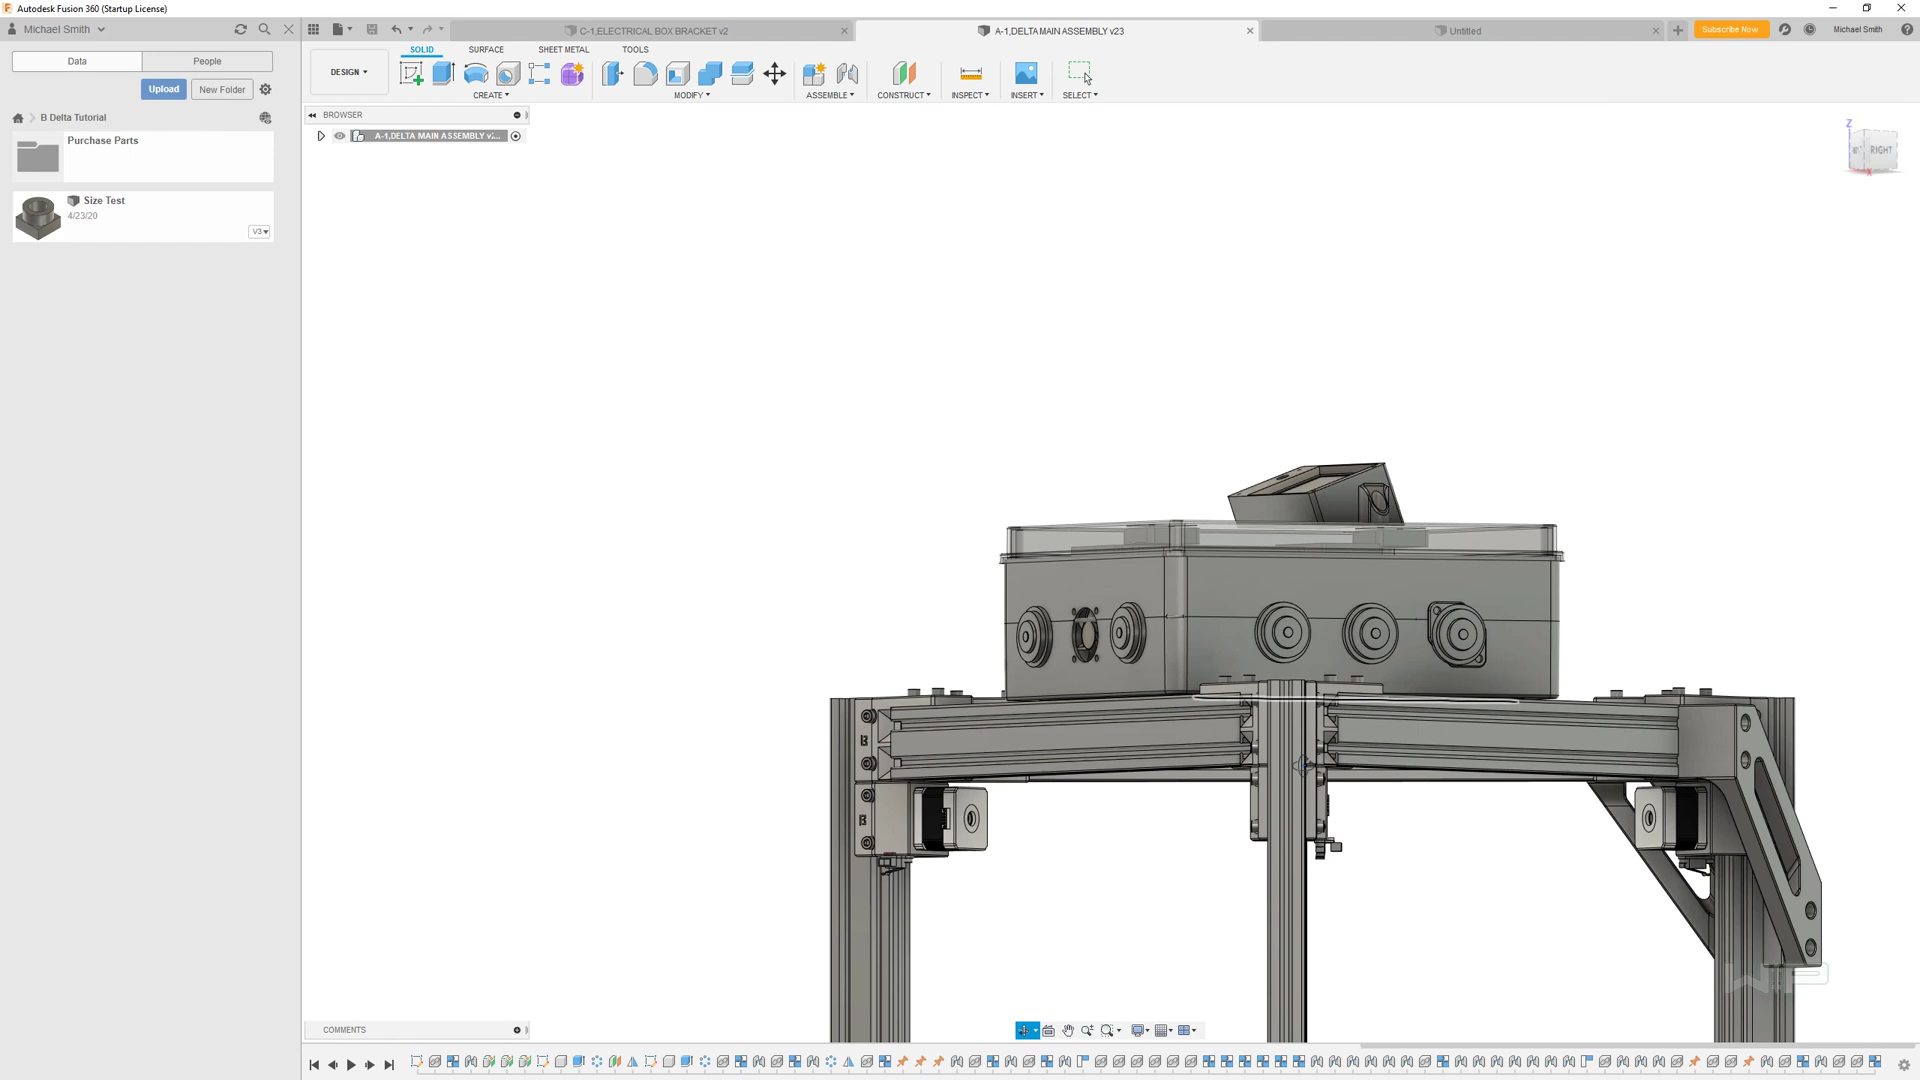 Autodesk Fusion 360 (Startup License)
Michael Smith
C-1,ELECTRICAL BOX BRACKET v2
A-1,DELTA MAIN ASSEMBLY v23
Untitled
Subscribe Now
Michael Smith
Data
People
SOLID
SURFACE
SHEET METAL
TOOLS
DESIGN
Upload
New Folder
CREATE
MODIFY
ASSEMBLE
CONSTRUCT
INSPECT
INSERT
SELECT
B Delta Tutorial
BROWSER
A-1,DELTA MAIN ASSEMBLY v:...
Purchase Parts
Size Test
4/23/20
V3
Z
RIGHT
X
COMMENTS